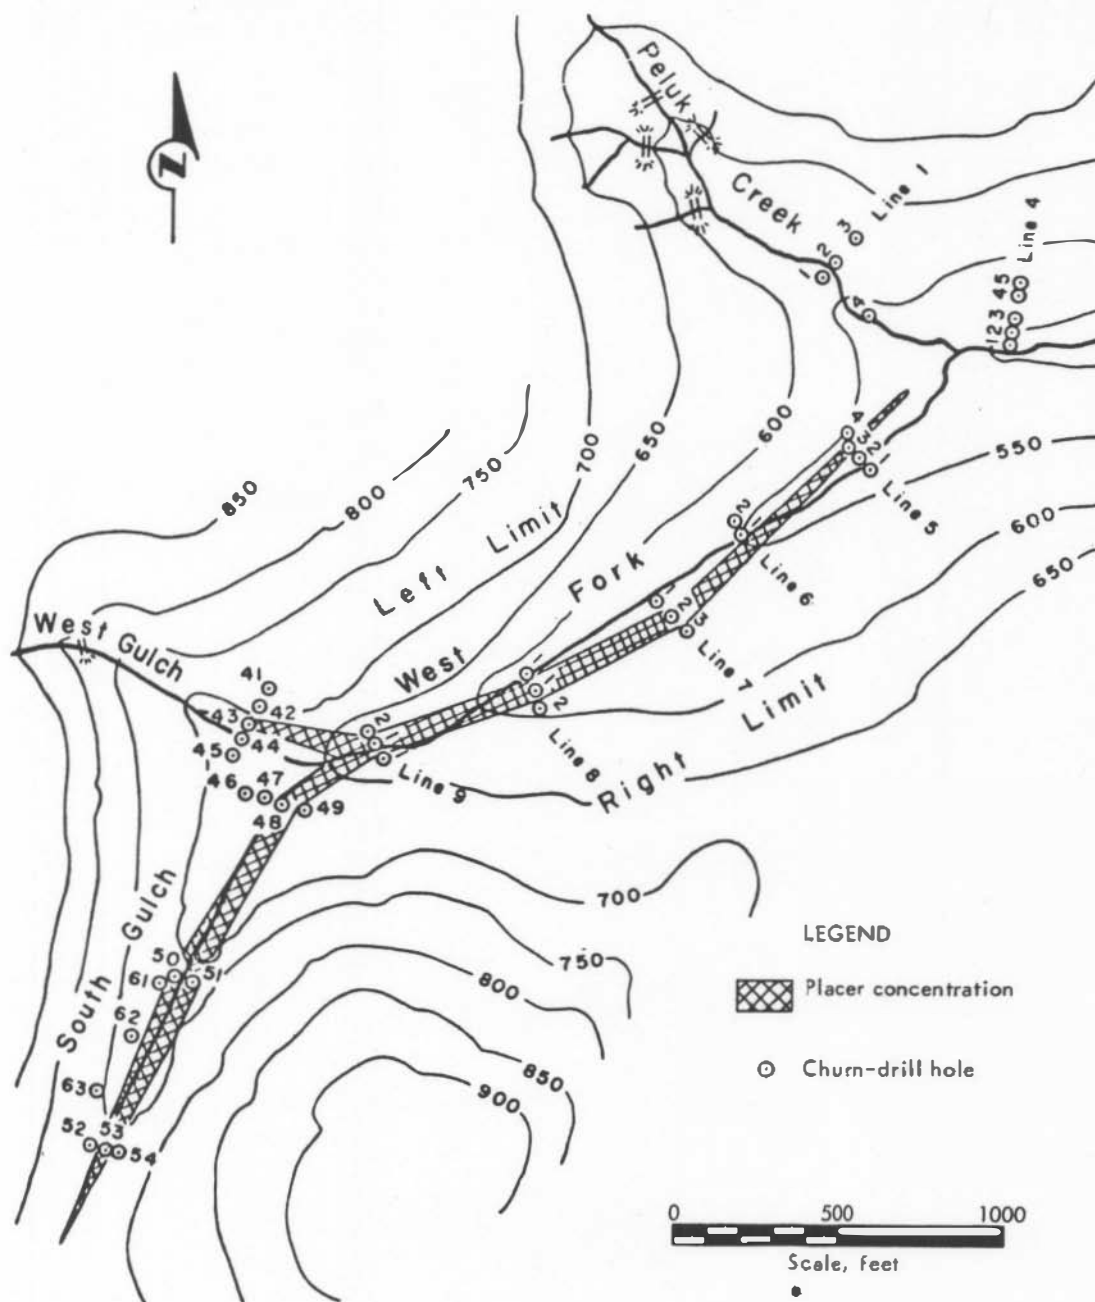 Peluk
Creek
3
Line 1
2
1
4
Line 4
1 2 3 4 5
N
600
650
700
550
600
650
4
3
2
1
Line 5
2
1
Line 6
1
2
3
Line 7
1
2
Line 8
2
1
Line 9
850
800
750
Left Limit
West Fork
Right Limit
West Gulch
41
42
43
44
45
46
47
48
49
South Gulch
50
51
61
62
63
52
53
54
700
750
800
850
900
LEGEND
Placer concentration
Churn-drill hole
0 500 1000
Scale, feet